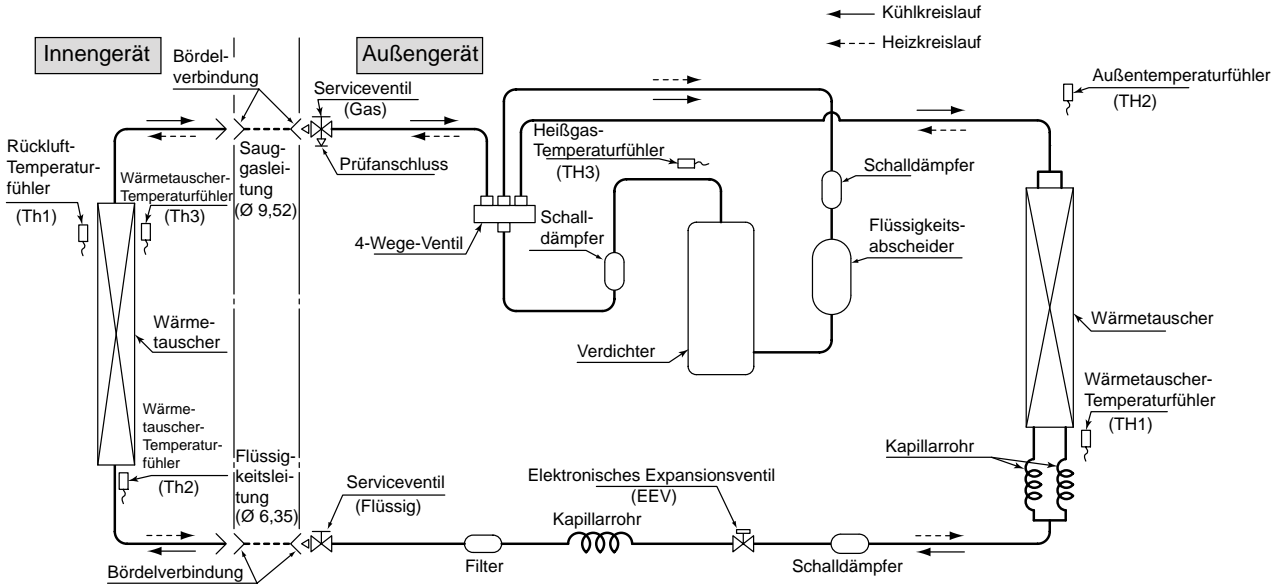 Kühlkreislauf
Heizkreislauf
Innengerät
Außengerät
Bördel-
verbindung
Serviceventil
(Gas)
Prüfanschluss
Außentemperaturfühler
(TH2)
Rückluft-
Temperatur-
fühler
(Th1)
Wärmetauscher-
Temperaturfühler
(Th3)
Saug-
gasleitung
(Ø 9,52)
Heißgas-
Temperaturfühler
(TH3)
Schalldämpfer
4-Wege-Ventil
Schall-
dämpfer
Flüssigkeits-
abscheider
Wärme-
tauscher
Verdichter
Wärmetauscher
Wärmetauscher-
Temperaturfühler
(TH1)
Wärme-
tauscher-
Temperatur-
fühler
(Th2)
Flüssig-
keitslei-
tung
(Ø 6,35)
Serviceventil
(Flüssig)
Kapillarrohr
Elektronisches Expansionsventil
(EEV)
Kapillarrohr
Filter
Schalldämpfer
Bördelverbindung